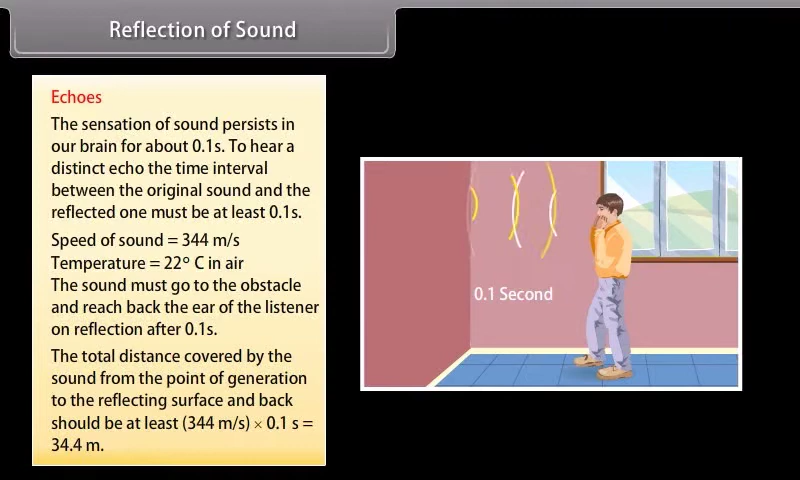 Reflection of Sound
Echoes
The sensation of sound persists in
our brain for about 0.1s. To hear a
distinct echo the time interval
between the original sound and the
reflected one must be at least 0.1s.
Speed of sound = 344 m/s
Temperature = 22º C in air
The sound must go to the obstacle
and reach back the ear of the listener
on reflection after 0.1s.
The total distance covered by the
sound from the point of generation
to the reflecting surface and back
should be at least (344 m/s) × 0.1 s =
34.4 m.
0.1 Second